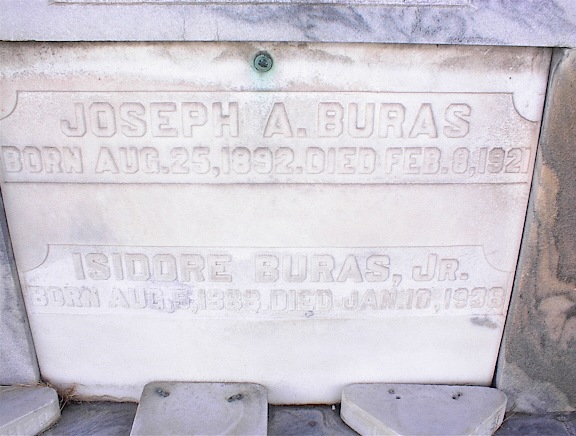 JOSEPH A. BURAS
BORN AUG. 25, 1892. DIED FEB. 8, 1921
ISIDORE BURAS, JR.
BORN AUG. DIED JAN. 10,